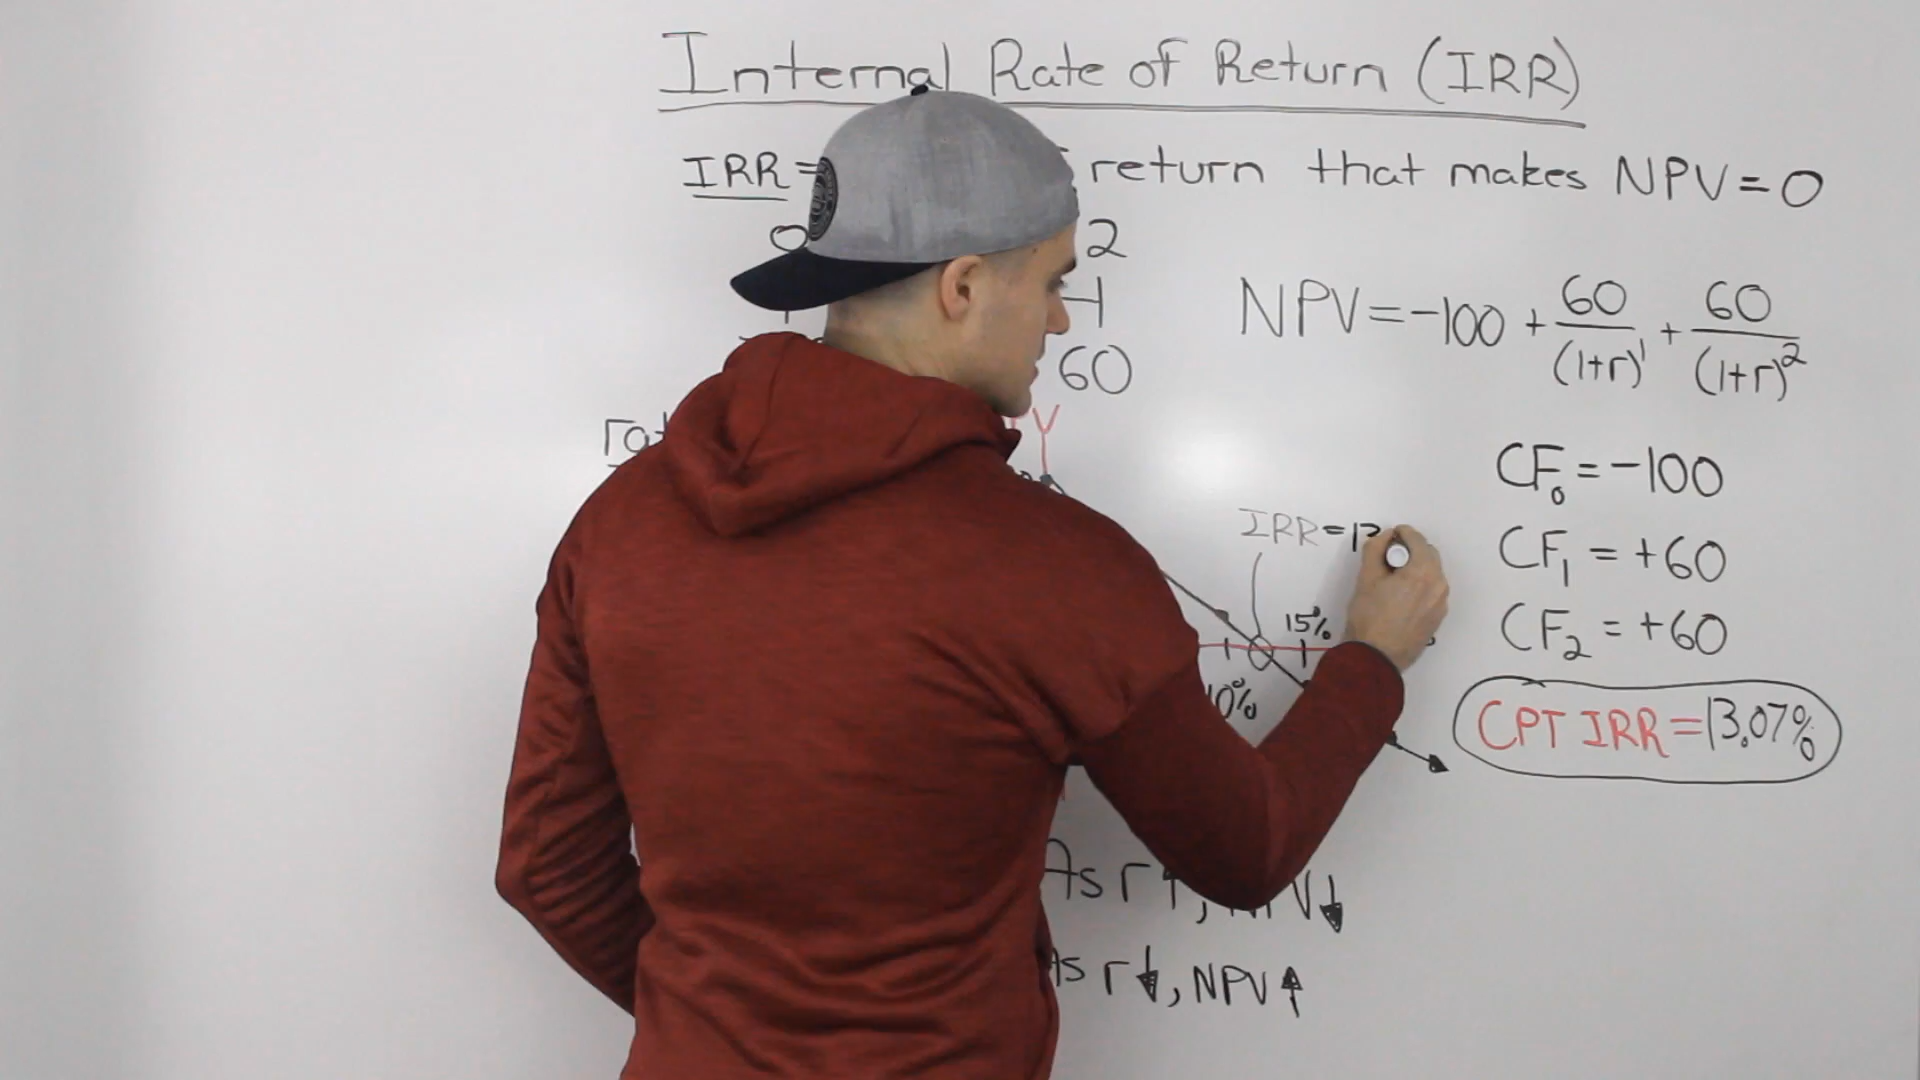 Internal Rate of Return (IRR)
IRR = return that makes NPV = 0
0 2
NPV = -100 + 60/(1+r)^1 + 60/(1+r)^2
60
Y
CF₀ = -100
IRR = 13
CF₁ = +60
15%
CF₂ = +60
10%
CPT IRR = 13.07%
As r↑, NPV↓
As r↓, NPV↑